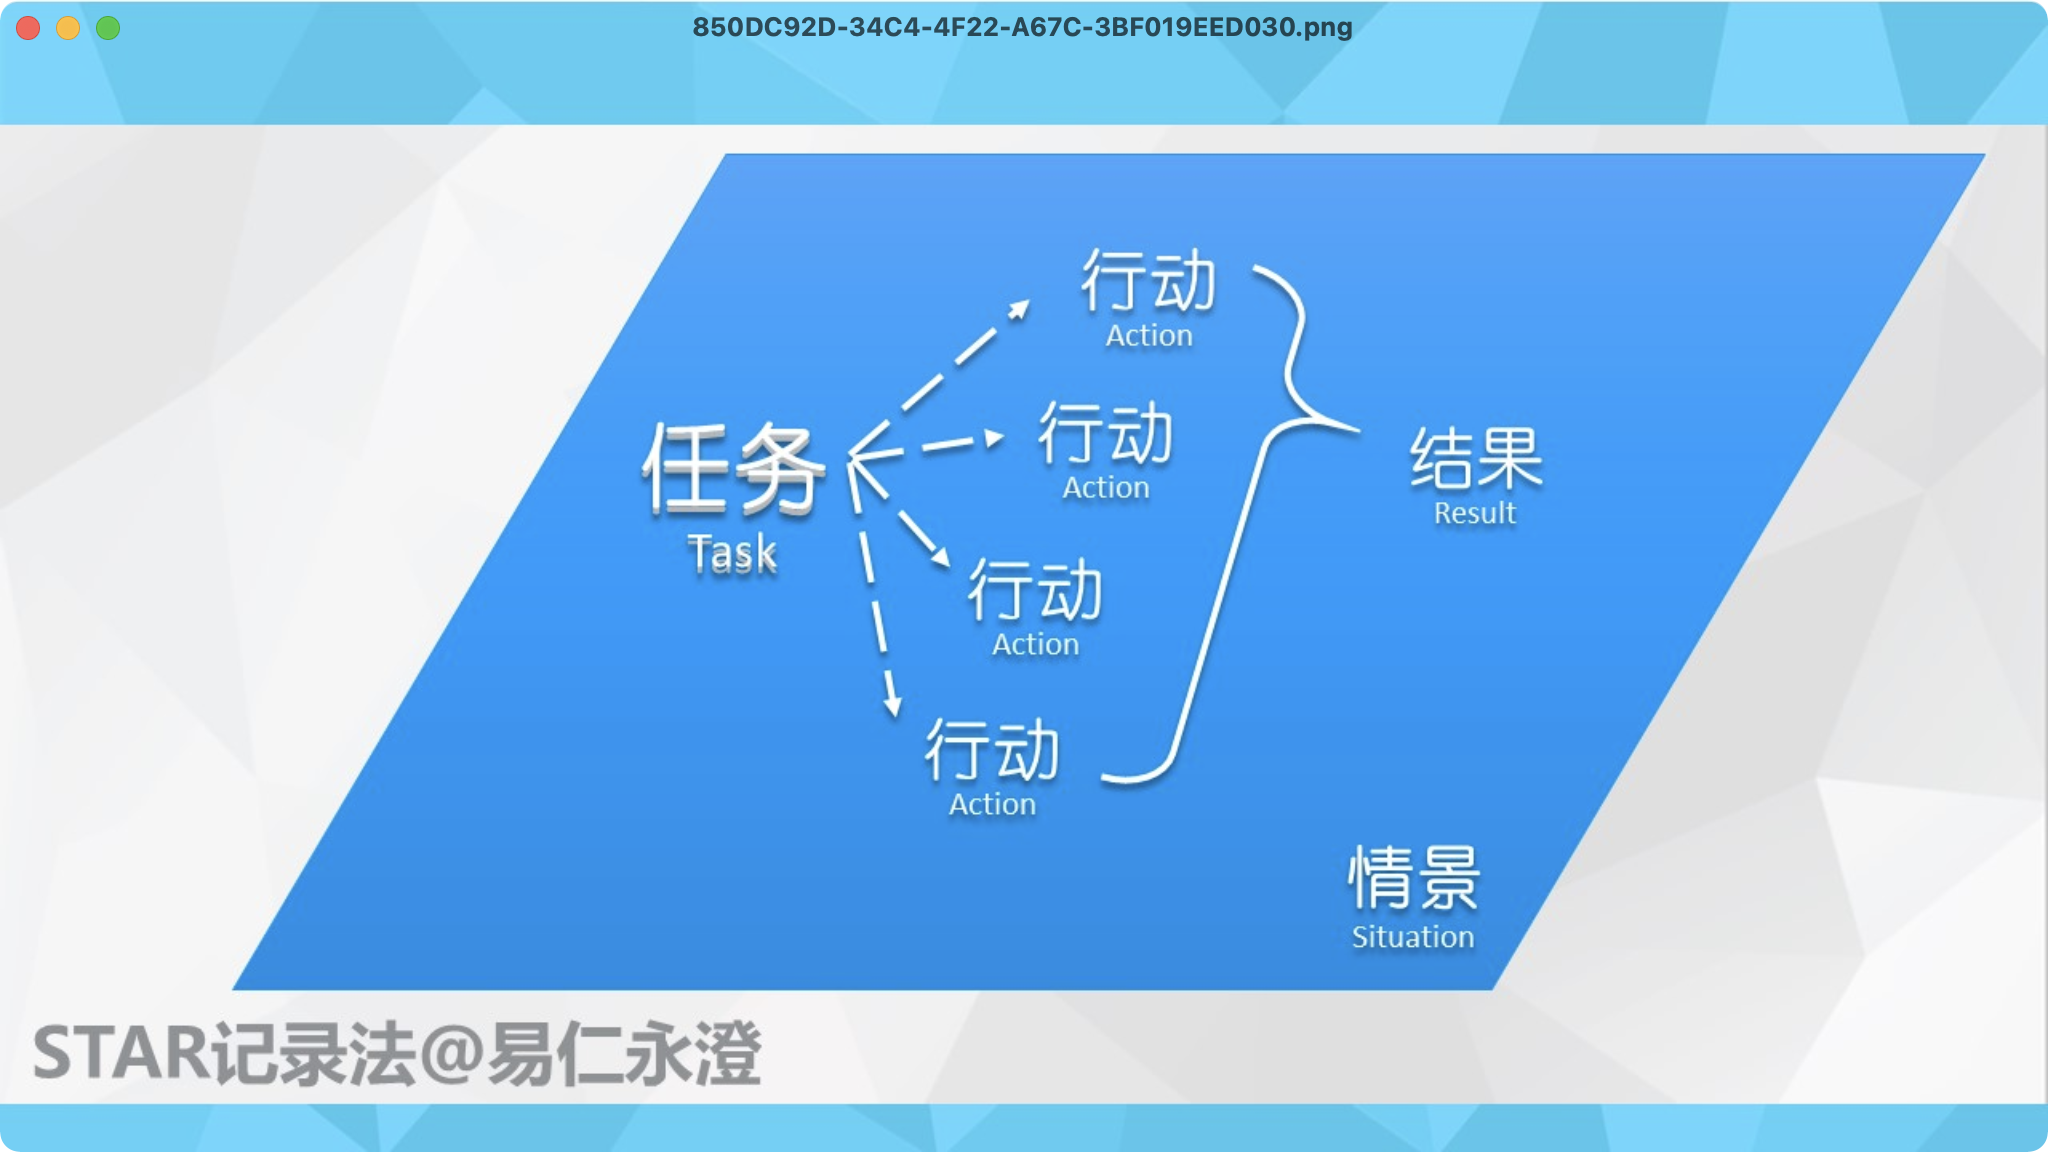 850DC92D-34C4-4F22-A67C-3BF019EED030.png
行动
Action
行动
Action
任务
Task
结果
Result
行动
Action
行动
Action
情景
Situation
STAR记录法@易仁永澄